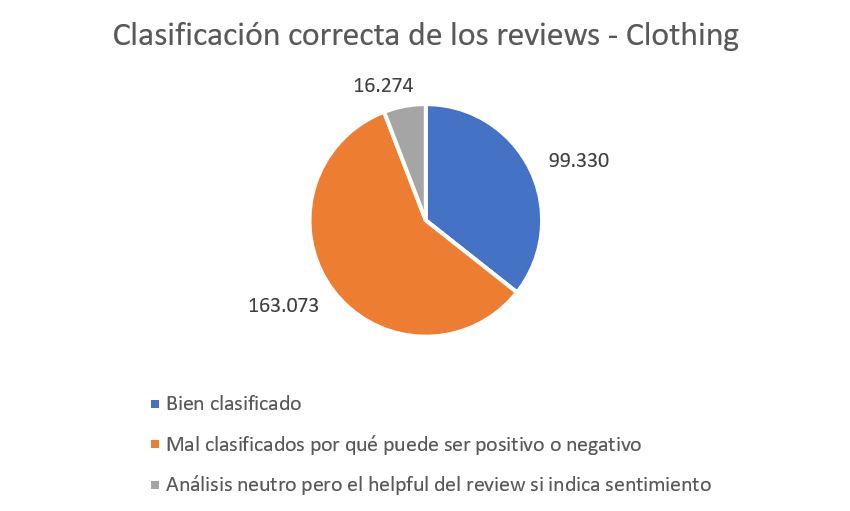 Clasificación correcta de los reviews - Clothing
16.274
99.330
163.073
Bien clasificado
Mal clasificados por qué puede ser positivo o negativo
Análisis neutro pero el helpful del review si indica sentimiento